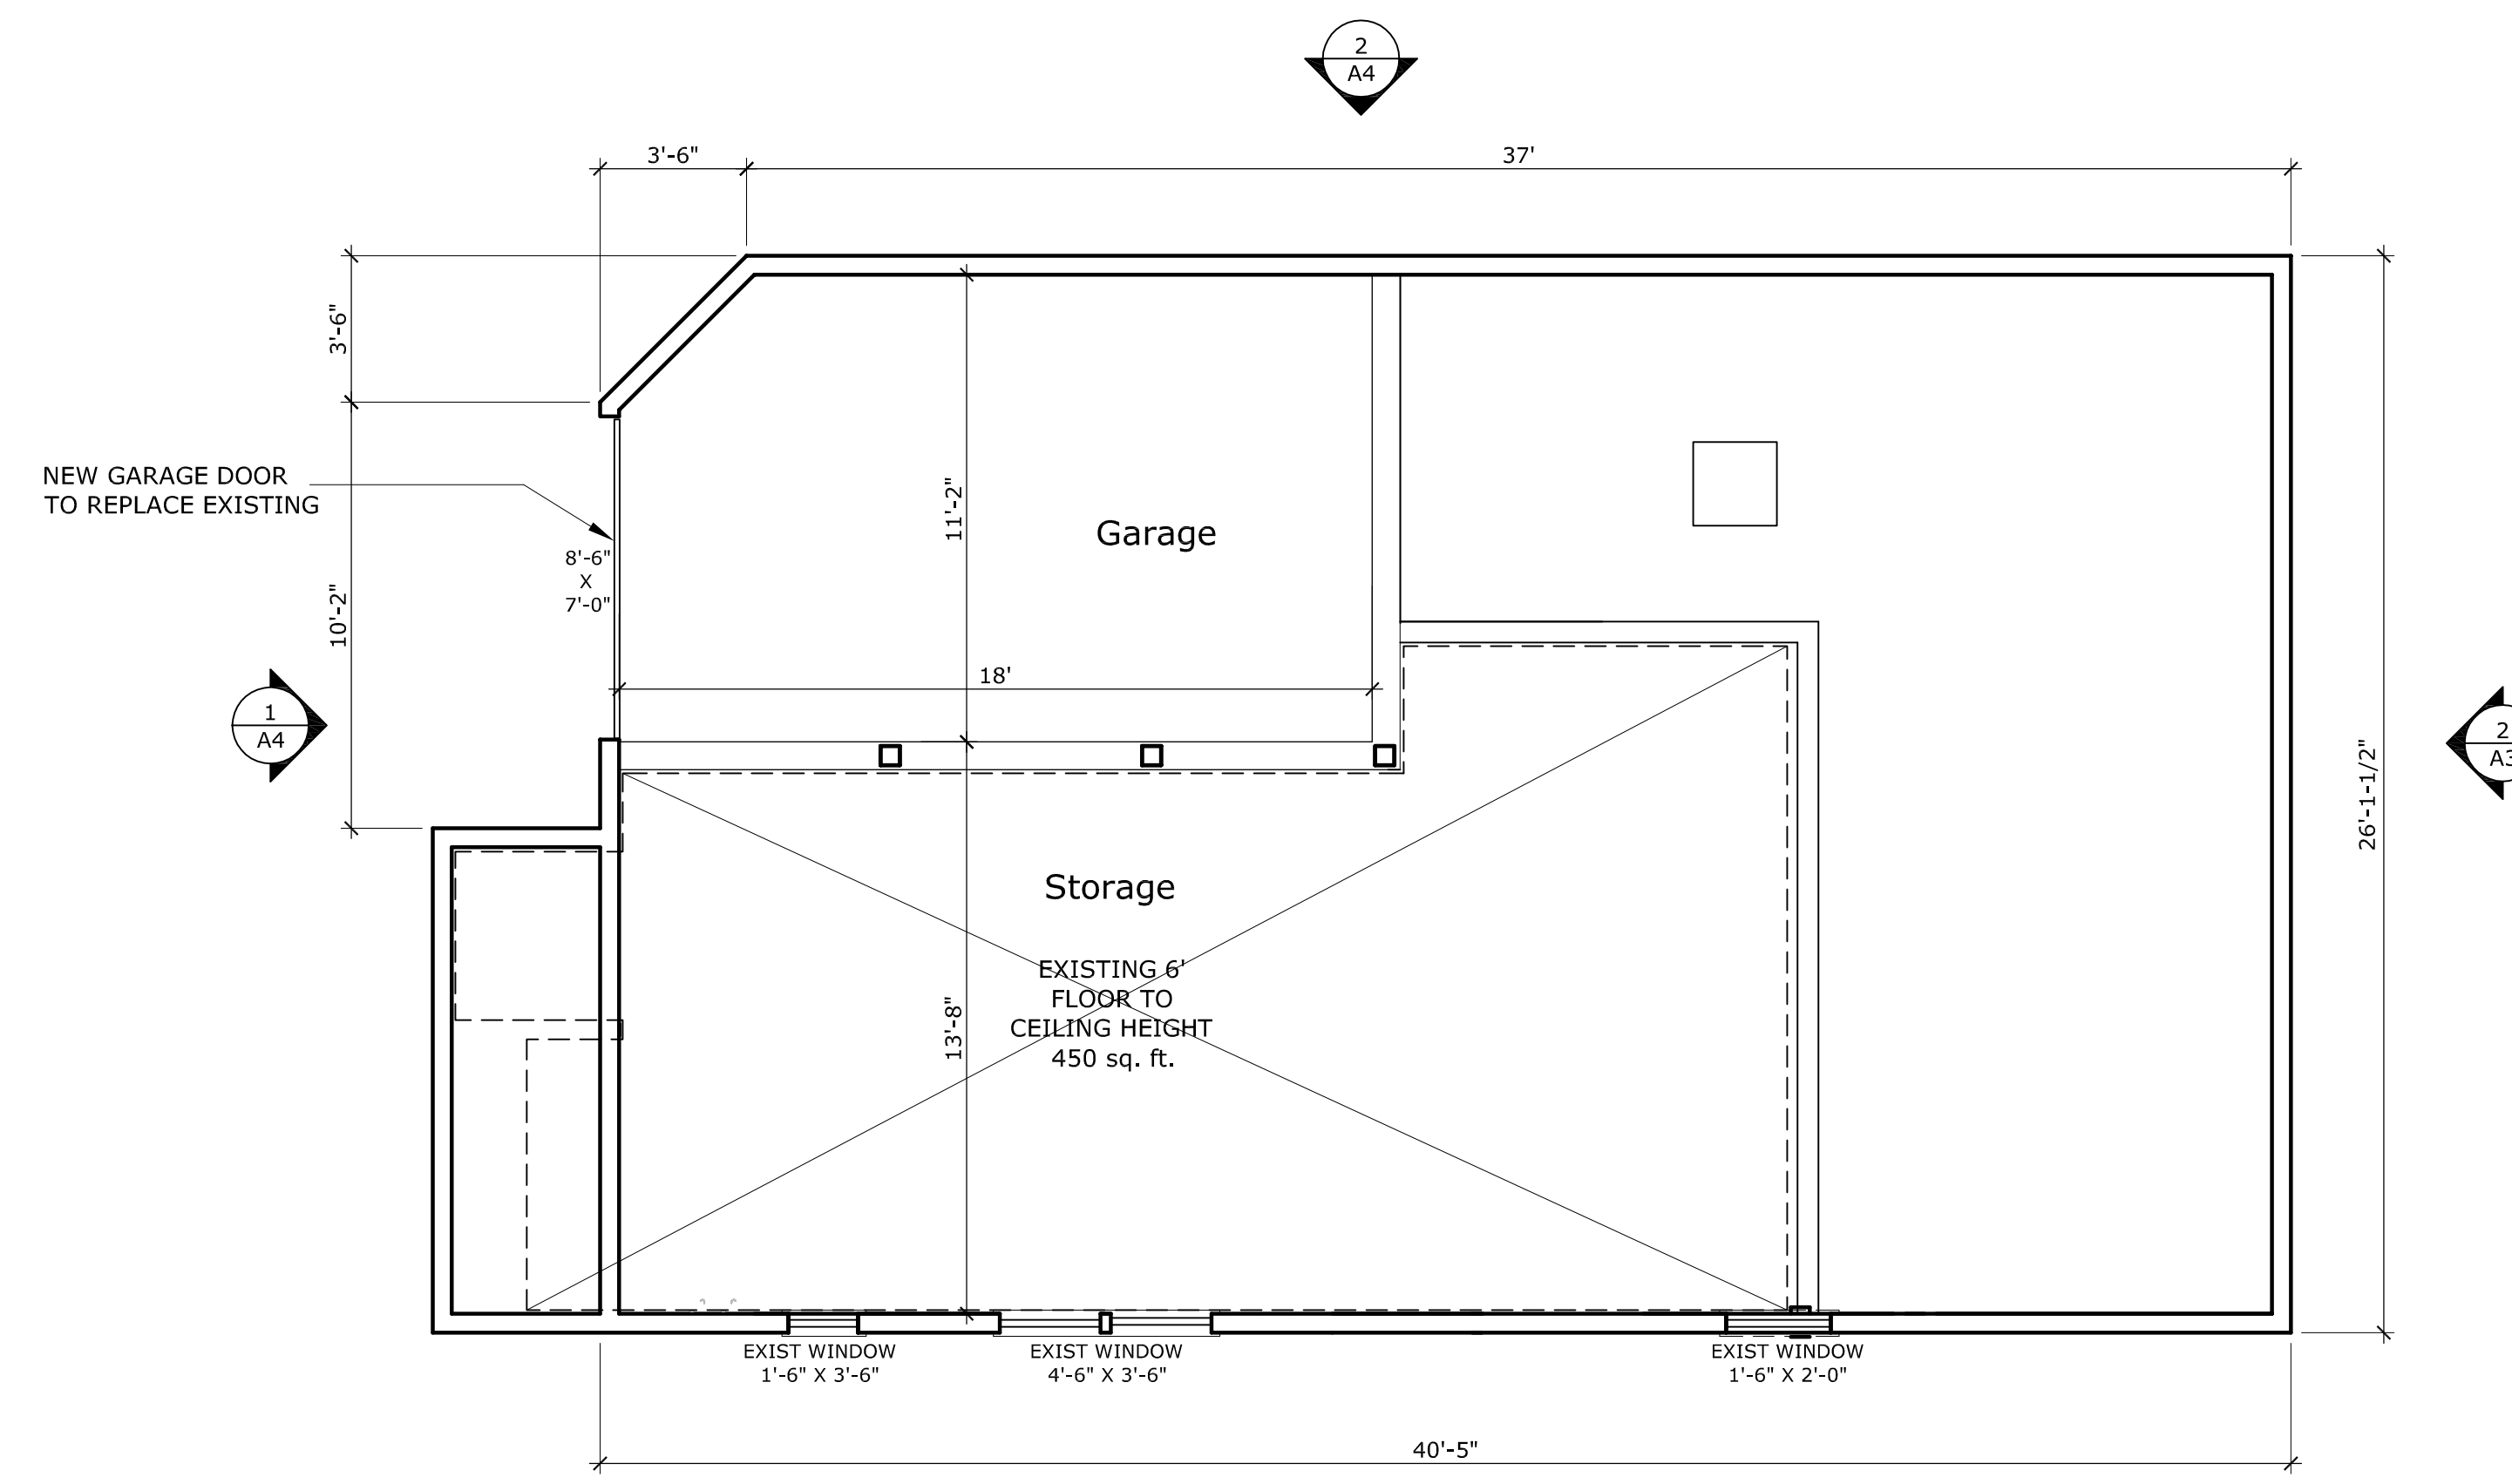 2
A4
3'-6"
37'
3'-6"
NEW GARAGE DOOR
TO REPLACE EXISTING
11'-2"
Garage
8'-6"
X
7'-0"
10'-2"
18'
1
A4
2
A3
26'-1-1/2"
Storage
EXISTING 6'
FLOOR TO
CEILING HEIGHT
450 sq. ft.
13'-8"
EXIST WINDOW
1'-6" X 3'-6"
EXIST WINDOW
4'-6" X 3'-6"
EXIST WINDOW
1'-6" X 2'-0"
40'-5"